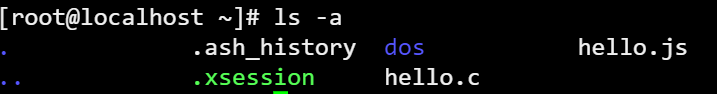 [root@localhost ~]# ls -a
. .ash_history dos hello.js
.. .xsession hello.c